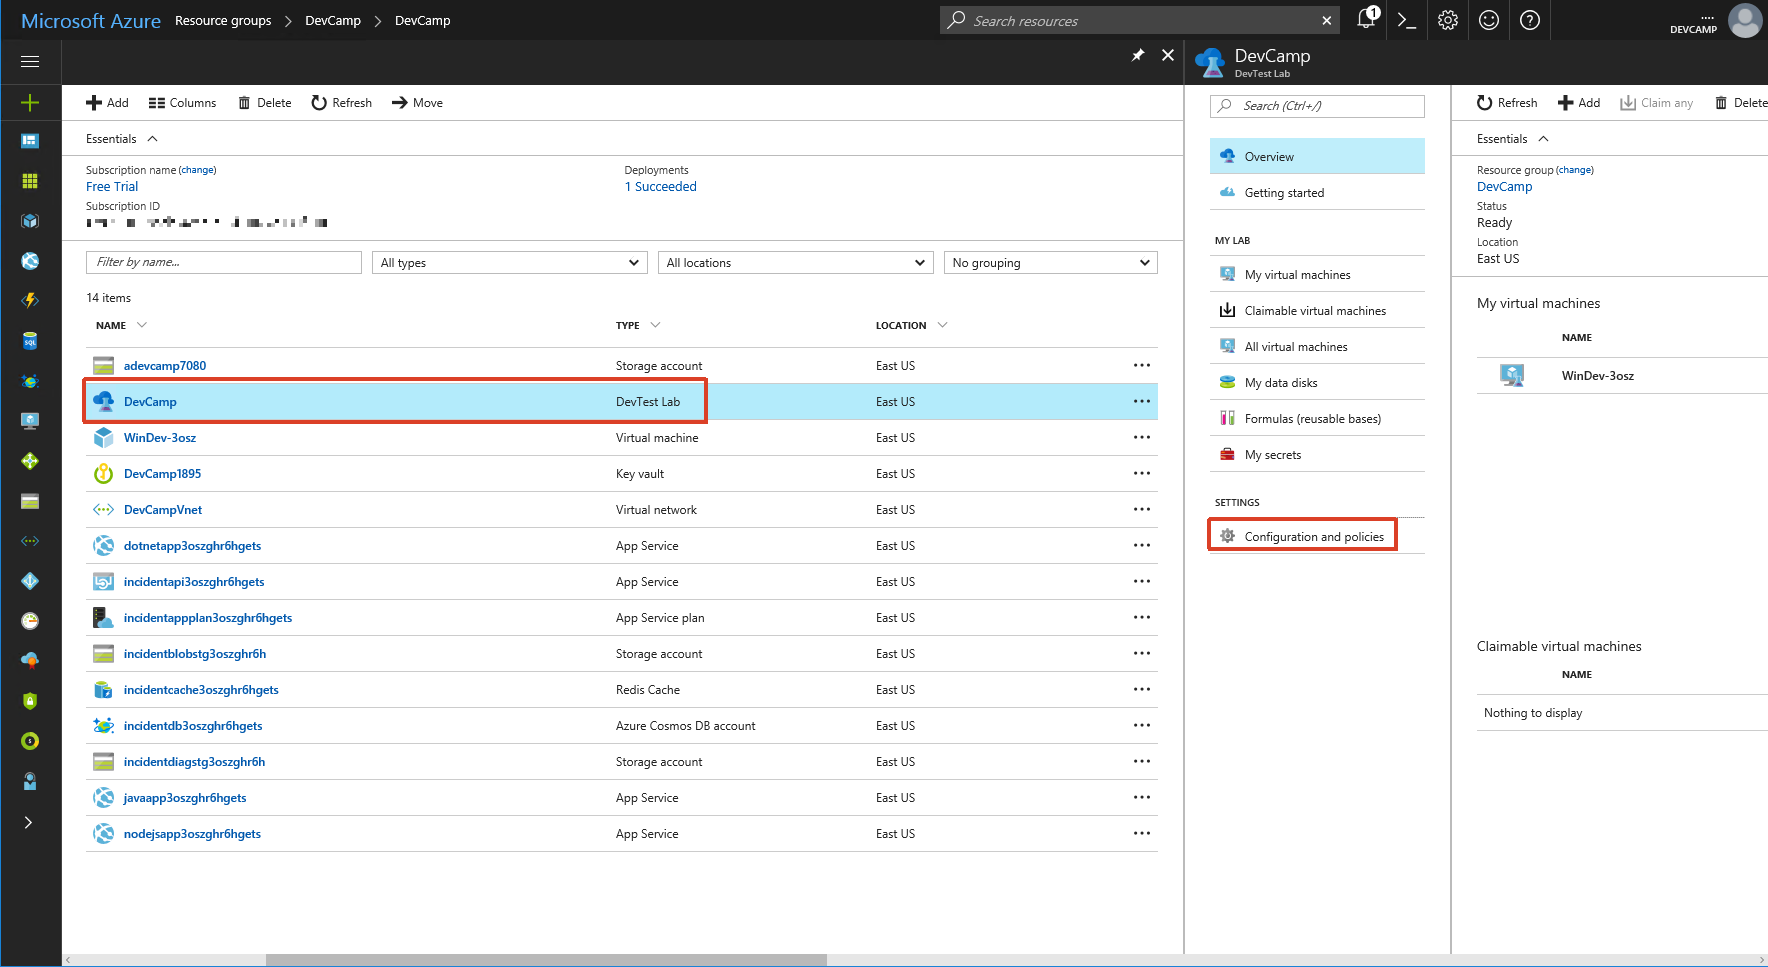 Microsoft Azure Resource groups > DevCamp > DevCamp
Search resources
1
....
DEVCAMP
DevCamp
DevTest Lab
Add Columns Delete Refresh Move
Essentials
Subscription name (change)
Free Trial
Deployments
1 Succeeded
Subscription ID
Filter by name... All types All locations No grouping
14 items
NAME TYPE LOCATION
adevcamp7080 Storage account East US ...
DevCamp DevTest Lab East US ...
WinDev-3osz Virtual machine East US ...
DevCamp1895 Key vault East US ...
DevCampVnet Virtual network East US ...
dotnetapp3oszghr6hgets App Service East US ...
incidentapi3oszghr6hgets App Service East US ...
incidentappplan3oszghr6hgets App Service plan East US ...
incidentblobstg3oszghr6h Storage account East US ...
incidentcache3oszghr6hgets Redis Cache East US ...
incidentdb3oszghr6hgets Azure Cosmos DB account East US ...
incidentdiagstg3oszghr6h Storage account East US ...
javaapp3oszghr6hgets App Service East US ...
nodejsapp3oszghr6hgets App Service East US ...
Search (Ctrl+/)
Overview
Getting started
MY LAB
My virtual machines
Claimable virtual machines
All virtual machines
My data disks
Formulas (reusable bases)
My secrets
SETTINGS
Configuration and policies
Refresh Add Claim any Delete
Essentials
Resource group (change)
DevCamp
Status
Ready
Location
East US
My virtual machines
NAME
WinDev-3osz
Claimable virtual machines
NAME
Nothing to display